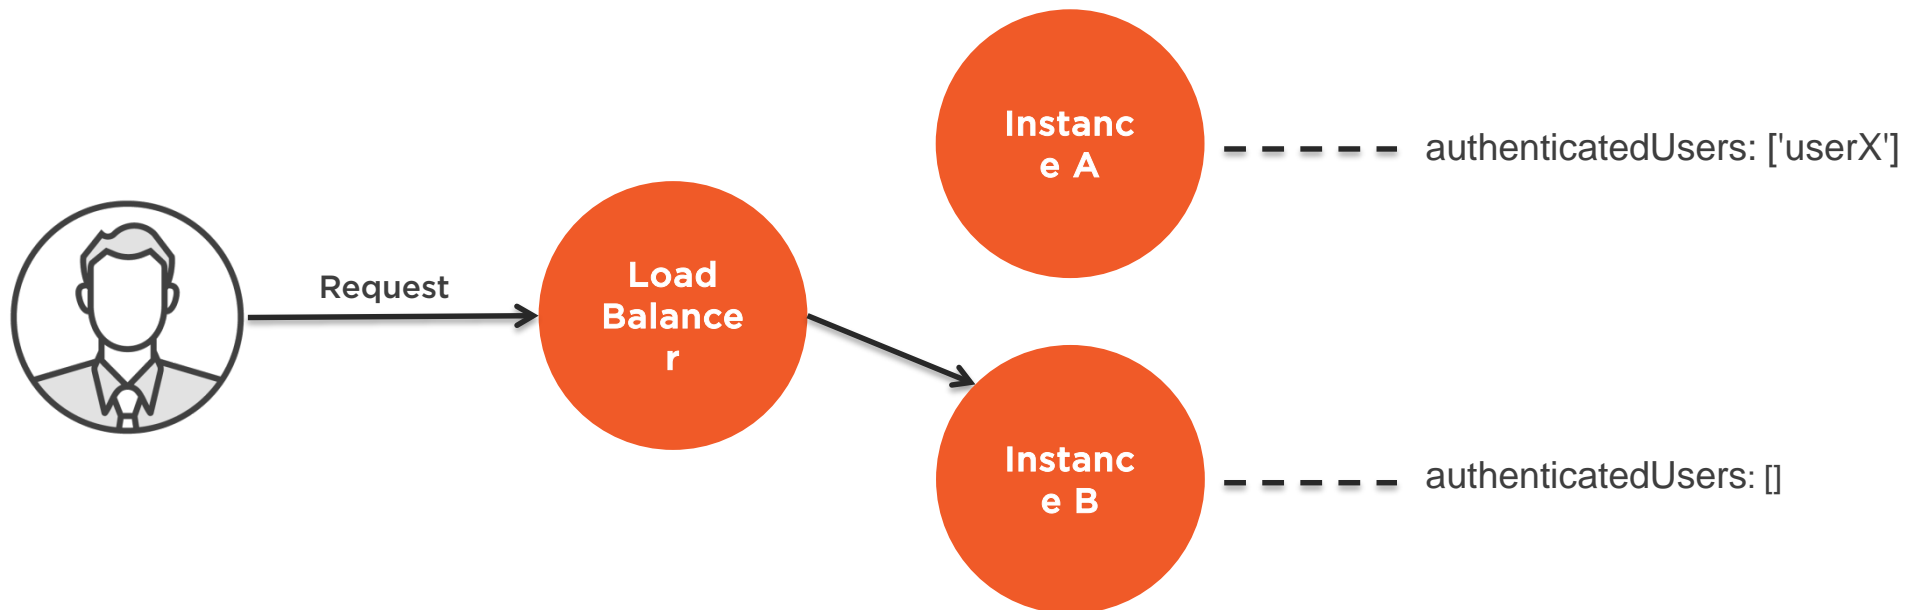 Request
Load
Balance
r
Instanc
e A
authenticatedUsers: ['userX']
Instanc
e B
authenticatedUsers: []